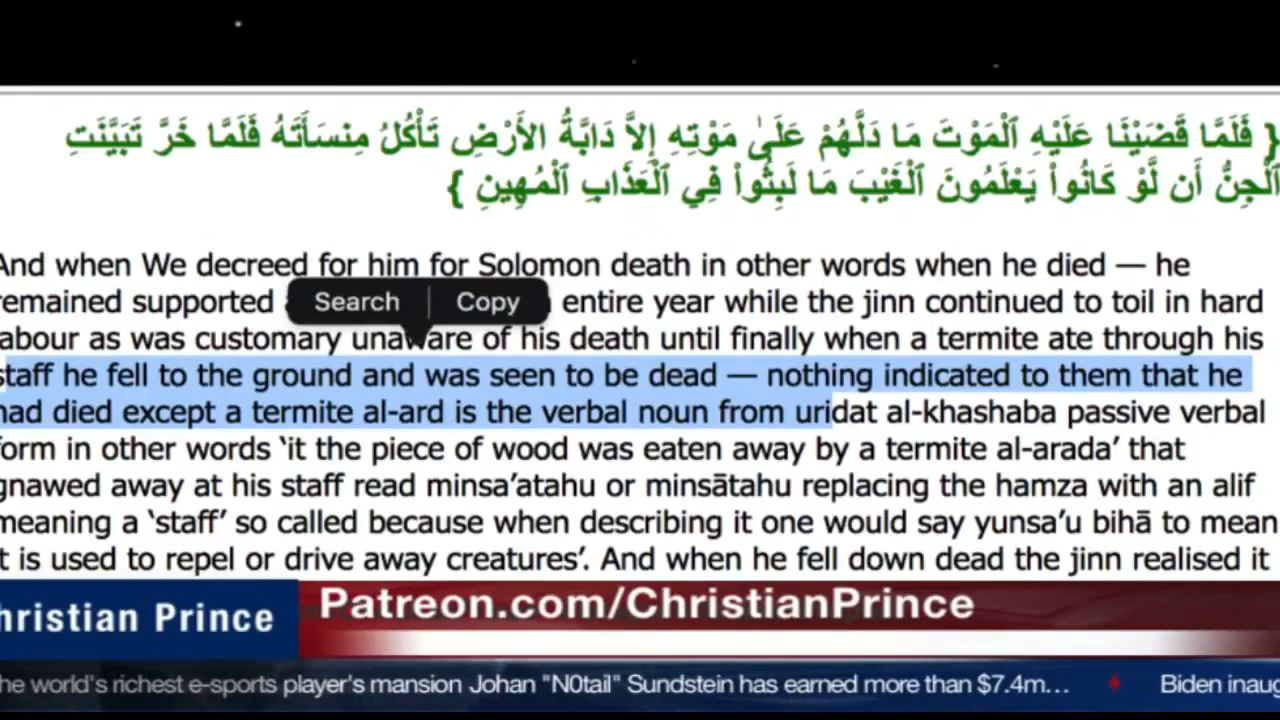 { فَلَمَّا قَضَيْنَا عَلَيْهِ ٱلْمَوْتَ مَا دَلَّهُمْ عَلَىٰ مَوْتِهِ إِلاَّ دَابَّةُ الأَرْضِ تَأْكُلُ مِنسَأَتَهُ فَلَمَّا خَرَّ تَبَيَّنَتِ
ٱلْجِنُّ أَن لَّوْ كَانُواْ يَعْلَمُونَ ٱلْغَيْبَ مَا لَبِثُواْ فِي ٱلْعَذَابِ ٱلْمُهِينِ }
And when We decreed for him for Solomon death in other words when he died — he
remained supported entire year while the jinn continued to toil in hard
Search Copy
labour as was customary unaware of his death until finally when a termite ate through his
staff he fell to the ground and was seen to be dead — nothing indicated to them that he
had died except a termite al-ard is the verbal noun from uridat al-khashaba passive verbal
form in other words ‘it the piece of wood was eaten away by a termite al-arada’ that
gnawed away at his staff read minsa’atahu or minsātahu replacing the hamza with an alif
meaning a ‘staff’ so called because when describing it one would say yunsa’u bihā to mean
it is used to repel or drive away creatures’. And when he fell down dead the jinn realised it
hristian Prince
Patreon.com/ChristianPrince
he world's richest e-sports player's mansion Johan "N0tail" Sundstein has earned more than $7.4m… Biden inaug